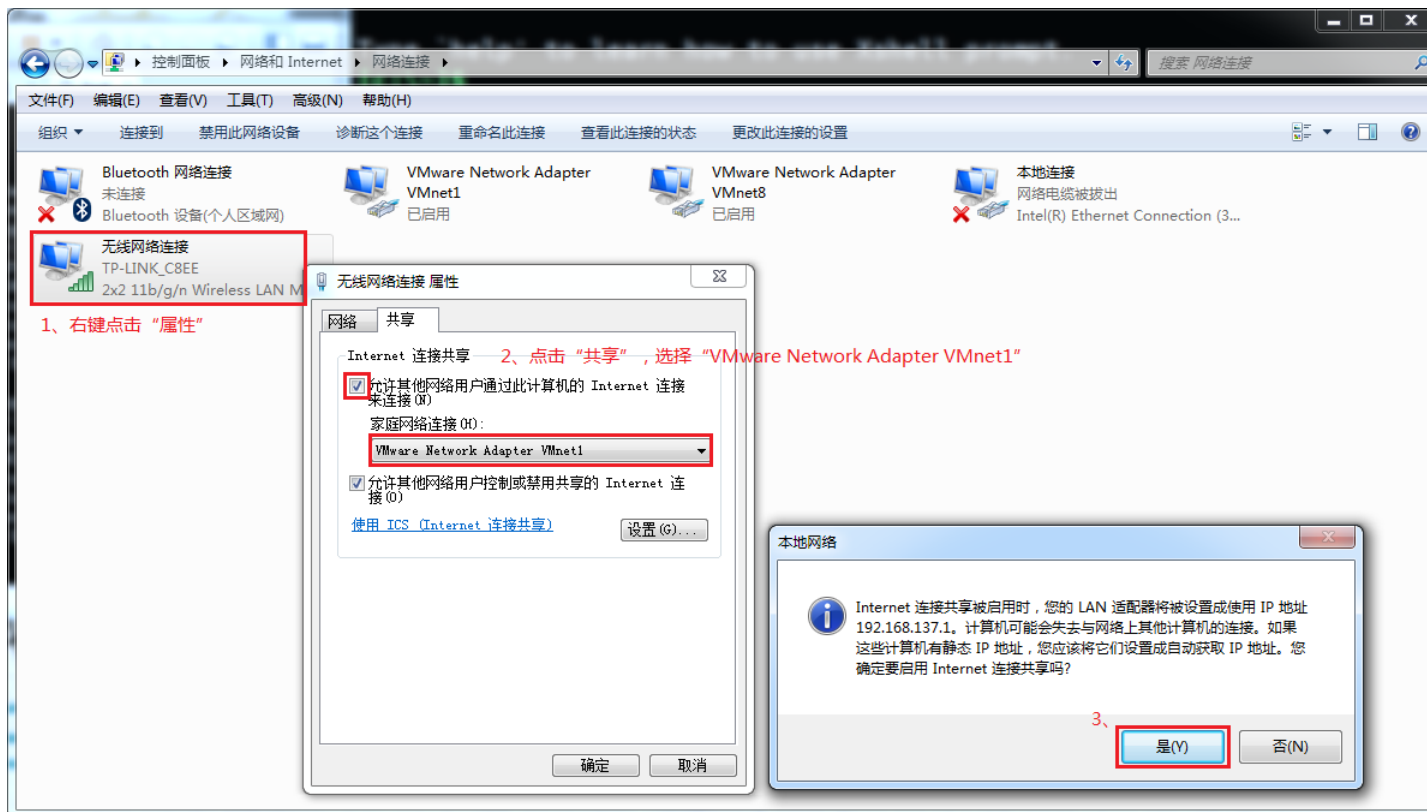 help' to learn how to use Xshell prompt.
控制面板 网络和 Internet 网络连接
搜索 网络连接
文件(F) 编辑(E) 查看(V) 工具(T) 高级(N) 帮助(H)
组织 连接到 禁用此网络设备 诊断这个连接 重命名此连接 查看此连接的状态 更改此连接的设置
Bluetooth 网络连接
未连接
Bluetooth 设备(个人区域网)
VMware Network Adapter
VMnet1
已启用
VMware Network Adapter
VMnet8
已启用
本地连接
网络电缆被拔出
Intel(R) Ethernet Connection (3...
无线网络连接
TP-LINK_C8EE
2x2 11b/g/n Wireless LAN M
1、右键点击“属性”
无线网络连接 属性
网络 共享
Internet 连接共享
2、点击“共享”，选择“VMware Network Adapter VMnet1”
允许其他网络用户通过此计算机的 Internet 连接
来连接(N)
家庭网络连接(H):
VMware Network Adapter VMnet1
允许其他网络用户控制或禁用共享的 Internet 连
接(O)
使用 ICS (Internet 连接共享)
设置(G)...
确定 取消
本地网络
Internet 连接共享被启用时，您的 LAN 适配器将被设置成使用 IP 地址
192.168.137.1。计算机可能会失去与网络上其他计算机的连接。如果
这些计算机有静态 IP 地址，您应该将它们设置成自动获取 IP 地址。您
确定要启用 Internet 连接共享吗?
3、
是(Y) 否(N)